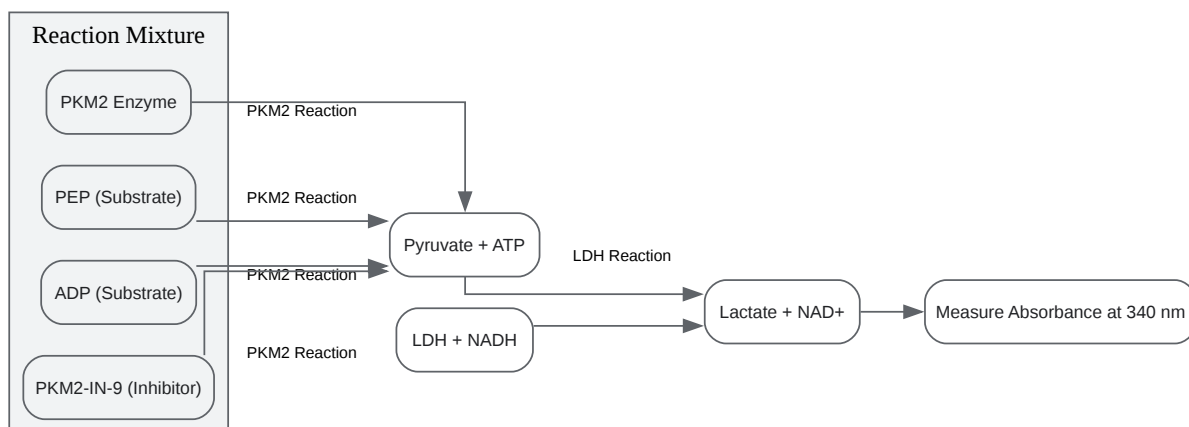 Reaction Mixture
PKM2 Enzyme
PKM2 Reaction
PEP (Substrate)
PKM2 Reaction
Pyruvate + ATP
LDH Reaction
ADP (Substrate)
PKM2 Reaction
Lactate + NAD+
Measure Absorbance at 340 nm
LDH + NADH
PKM2 Reaction
PKM2-IN-9 (Inhibitor)